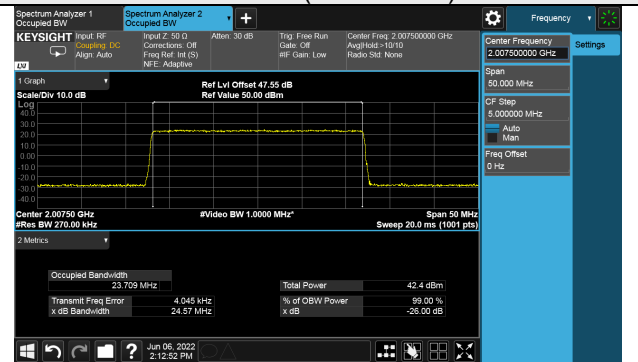 Spectrum Analyzer 1
Occupied BW
Spectrum Analyzer 2
Occupied BW
Frequency
KEYSIGHT
Input: RF
Coupling: DC
Align: Auto
Input Z: 50 Ω
Corrections: Off
Freq Ref: Int (S)
NFE: Adaptive
Atten: 30 dB
Trig: Free Run
Gate: Off
#IF Gain: Low
Center Freq: 2.007500000 GHz
Avg|Hold:>10/10
Radio Std: None
LXI
Center Frequency
2.007500000 GHz
Settings
Span
50.000 MHz
CF Step
5.000000 MHz
Auto
Man
Freq Offset
0 Hz
1 Graph
Scale/Div 10.0 dB
Ref Lvl Offset 47.55 dB
Ref Value 50.00 dBm
Log
40.0
30.0
20.0
10.0
0.00
-10.0
-20.0
-30.0
-40.0
Center 2.00750 GHz
#Res BW 270.00 kHz
#Video BW 1.0000 MHz*
Span 50 MHz
Sweep 20.0 ms (1001 pts)
2 Metrics
Occupied Bandwidth
23.709 MHz
Total Power 42.4 dBm
Transmit Freq Error 4.045 kHz
% of OBW Power 99.00 %
x dB Bandwidth 24.57 MHz
x dB -26.00 dB
?
Jun 06, 2022
2:12:52 PM